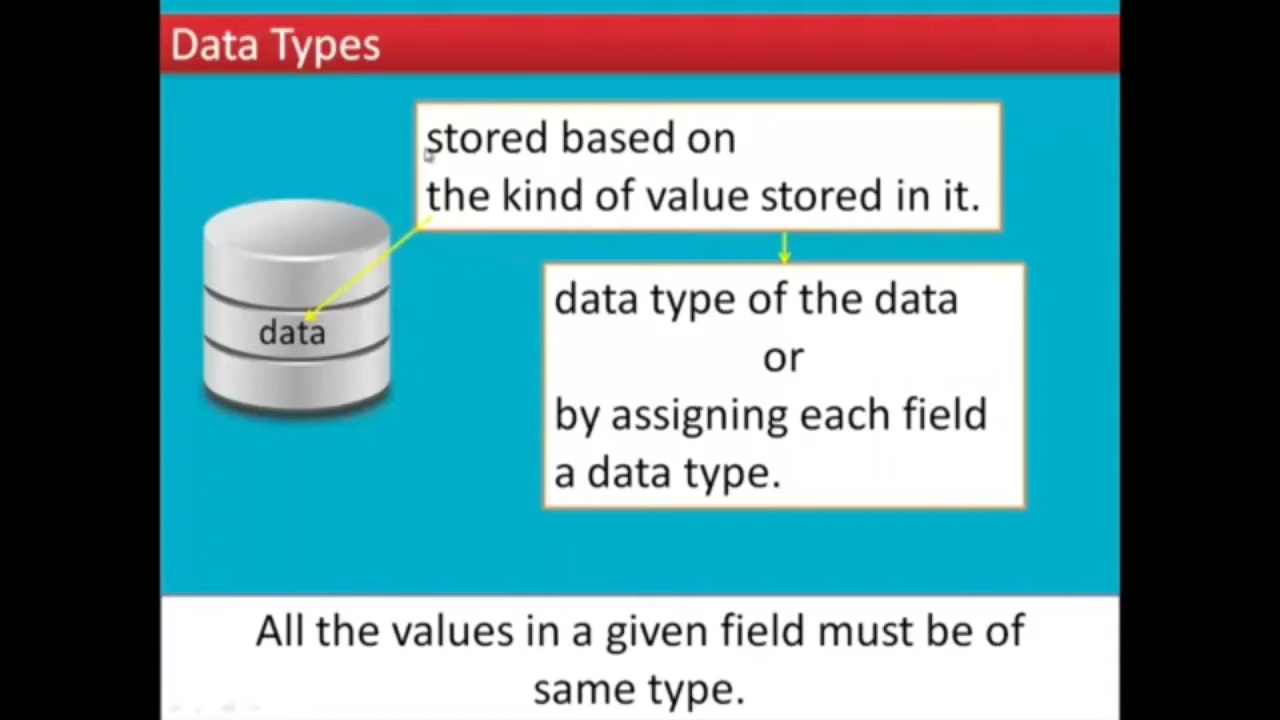 Data Types
stored based on
the kind of value stored in it.
data
data type of the data
or
by assigning each field
a data type.
All the values in a given field must be of
same type.